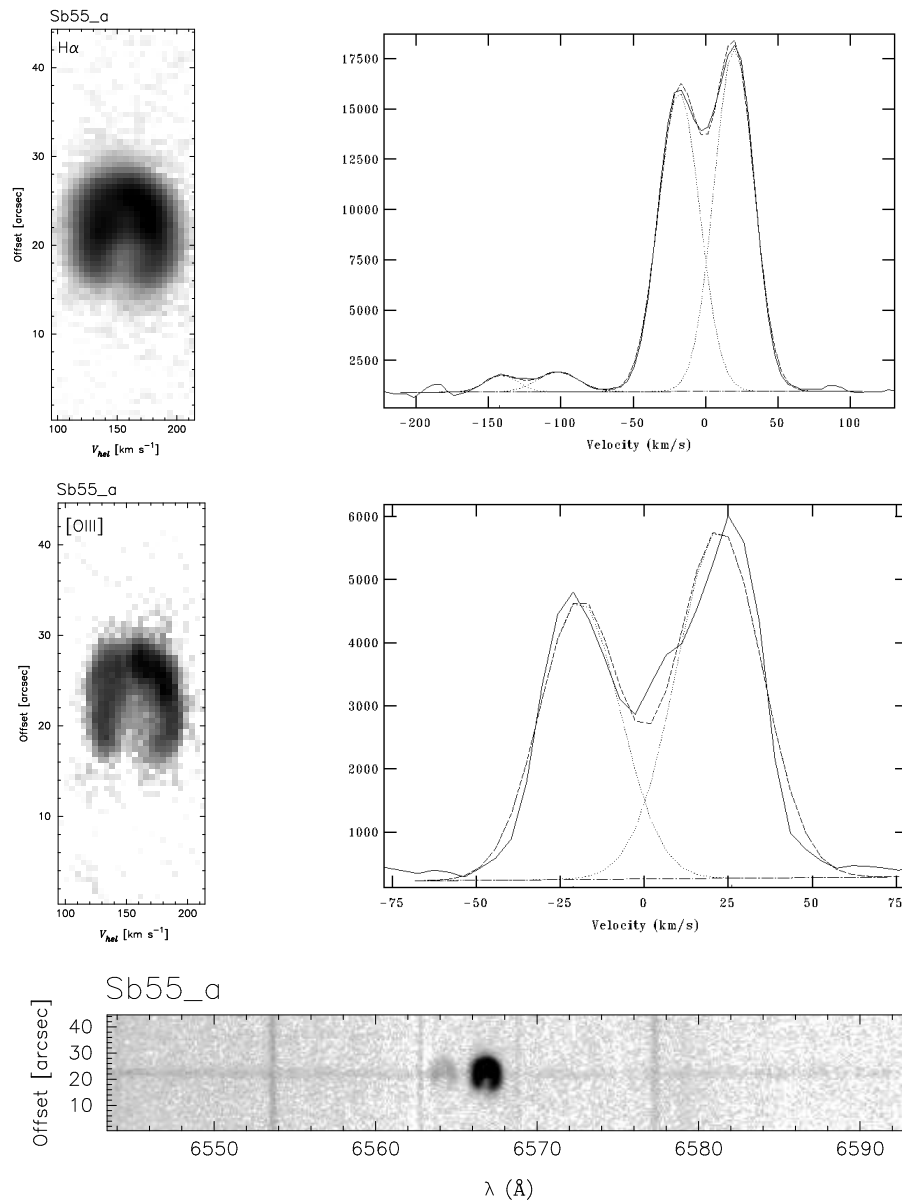 Sb55_a
Hα
40
30
20
10
Offset [arcsec]
100 150 200
V_hel [km s⁻¹]
17500
15000
12500
10000
7500
5000
2500
-200 -150 -100 -50 0 50 100
Velocity (km/s)
Sb55_a
[OIII]
40
30
20
10
Offset [arcsec]
100 150 200
V_hel [km s⁻¹]
6000
5000
4000
3000
2000
1000
-75 -50 -25 0 25 50 75
Velocity (km/s)
Sb55_a
40
30
20
10
Offset [arcsec]
6550 6560 6570 6580 6590
λ (Å)